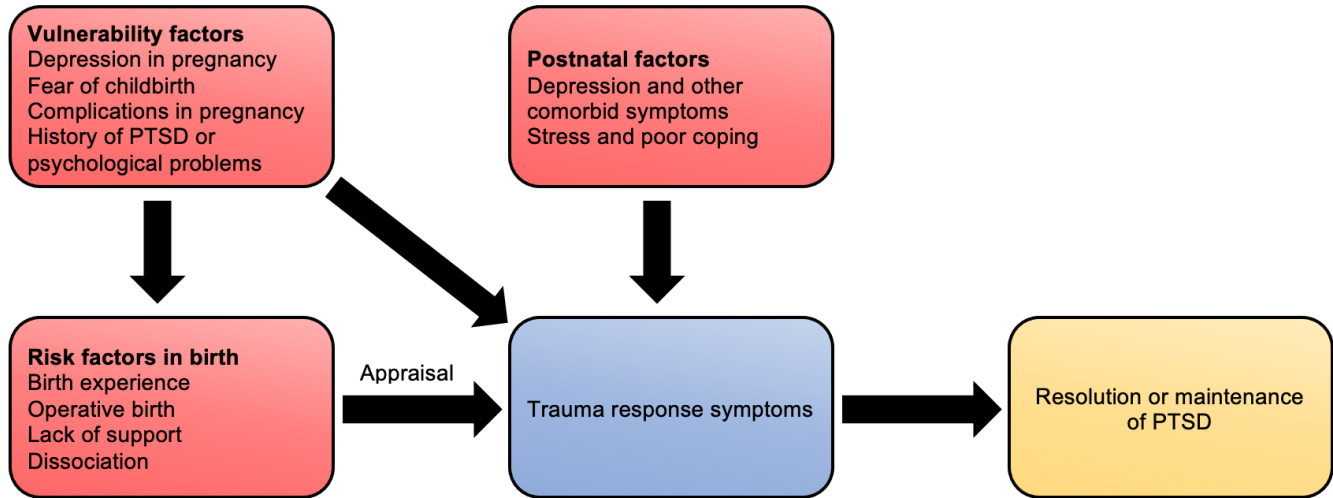 Vulnerability factors
Depression in pregnancy
Fear of childbirth
Complications in pregnancy
History of PTSD or
psychological problems
Postnatal factors
Depression and other
comorbid symptoms
Stress and poor coping
Risk factors in birth
Birth experience
Operative birth
Lack of support
Dissociation
Appraisal
Trauma response symptoms
Resolution or maintenance
of PTSD